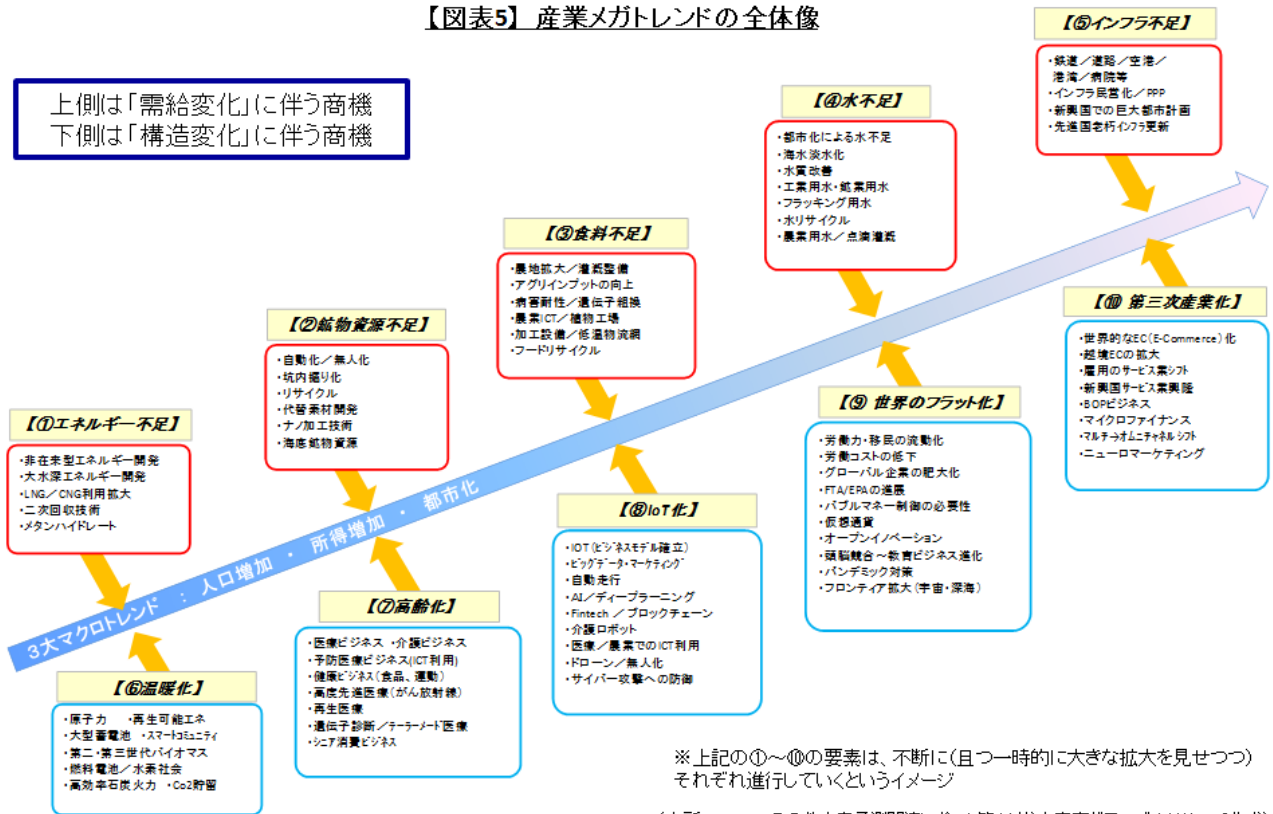 【図表5】 産業メガトレンドの全体像
上側は「需給変化」に伴う商機
下側は「構造変化」に伴う商機
【①エネルギー不足】
・非在来型エネルギー開発
・大水深エネルギー開発
・LNG／CNG利用拡大
・二次回収技術
・メタンハイドレート
【②鉱物資源不足】
・自動化／無人化
・坑内掘り化
・リサイクル
・代替素材開発
・ナノ加工技術
・海底鉱物資源
【③食料不足】
・農地拡大／灌漑整備
・アグリインプットの向上
・病害耐性／遺伝子組換
・農業ICT／植物工場
・加工設備／低温物流網
・フードリサイクル
【④水不足】
・都市化による水不足
・海水淡水化
・水質改善
・工業用水・鉱業用水
・フラッキング用水
・水リサイクル
・農業用水／点滴灌漑
【⑤インフラ不足】
・鉄道／道路／空港／
港湾／病院等
・インフラ民営化／PPP
・新興国での巨大都市計画
・先進国老朽インフラ更新
3大マクロトレンド ： 人口増加 ・ 所得増加 ・ 都市化
【⑥温暖化】
・原子力 ・再生可能エネ
・大型蓄電池 ・スマートコミュニティ
・第二・第三世代バイオマス
・燃料電池／水素社会
・高効率石炭火力 ・Co2貯留
【⑦高齢化】
・医療ビジネス ・介護ビジネス
・予防医療ビジネス(ICT利用)
・健康ビジネス（食品、運動）
・高度先進医療（がん放射線）
・再生医療
・遺伝子診断／テーラーメード医療
・シニア消費ビジネス
【⑧IoT化】
・IOT（ビジネスモデル確立）
・ビッグデータ・マーケティング
・自動走行
・AI／ディープラーニング
・Fintech ／ブロックチェーン
・介護ロボット
・医療／農業でのICT利用
・ドローン／無人化
・サイバー攻撃への防御
【⑨ 世界のフラット化】
・労働力・移民の流動化
・労働コストの低下
・グローバル企業の肥大化
・FTA/EPAの進展
・バブルマネー制御の必要性
・仮想通貨
・オープンイノベーション
・頭脳競合～教育ビジネス進化
・パンデミック対策
・フロンティア拡大（宇宙・深海）
【⑩ 第三次産業化】
・世界的なEC（E-Commerce）化
・越境ECの拡大
・雇用のサービス業シフト
・新興国サービス業興隆
・BOPビジネス
・マイクロファイナンス
・マルチ→オムニチャネルシフト
・ニューロマーケティング
※上記の①～⑩の要素は、不断に（且つ一時的に大きな拡大を見せつつ）
それぞれ進行していくというイメージ